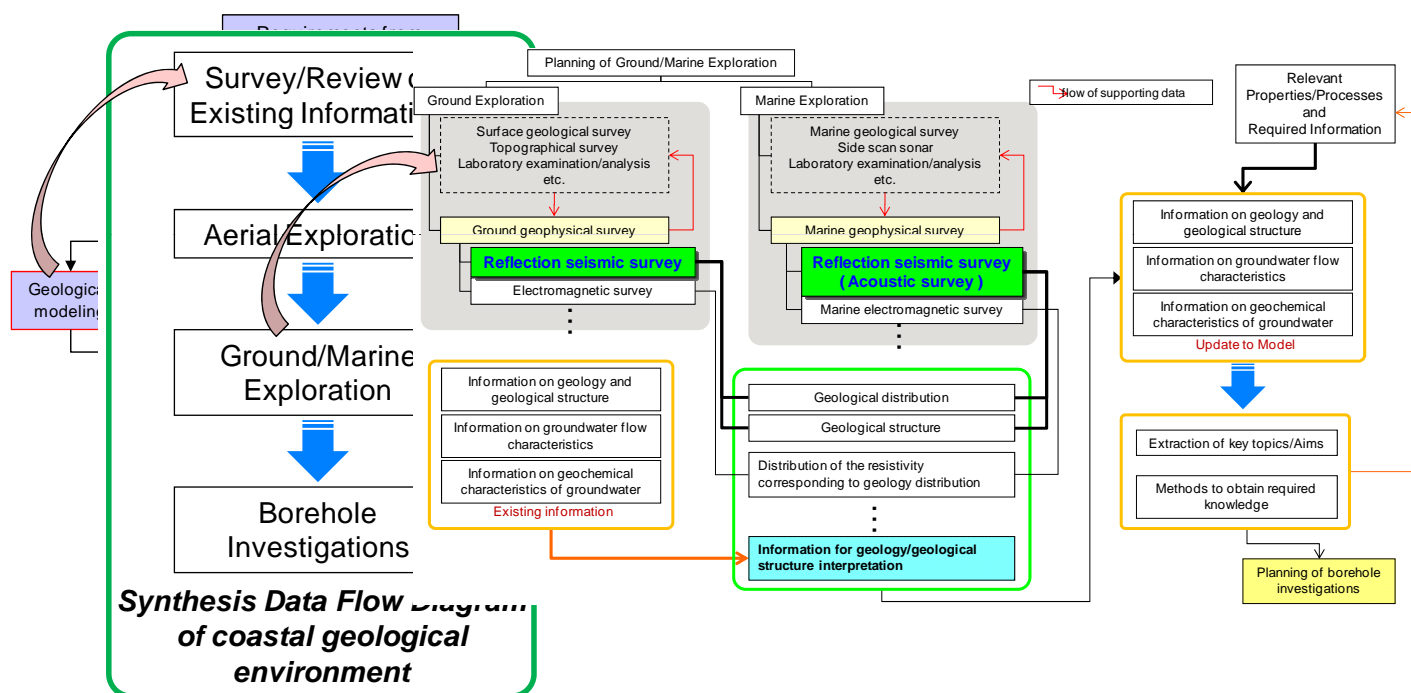 Survey/Review o
Existing Informati
Aerial Exploratio
Geological
modeling
Ground/Marine
Exploration
Borehole
Investigations
Synthesis Data Flow Diagram
of coastal geological
environment
Planning of Ground/Marine Exploration
Ground Exploration
Surface geological survey
Topographical survey
Laboratory examination/analysis
etc.
Ground geophysical survey
Reflection seismic survey
Electromagnetic survey
Marine Exploration
Marine geological survey
Side scan sonar
Laboratory examination/analysis
etc.
Marine geophysical survey
Reflection seismic survey
( Acoustic survey )
Marine electromagnetic survey
flow of supporting data
Information on geology and
geological structure
Information on groundwater flow
characteristics
Information on geochemical
characteristics of groundwater
Existing information
Geological distribution
Geological structure
Distribution of the resistivity
corresponding to geology distribution
Information for geology/geological
structure interpretation
Relevant
Properties/Processes
and
Required Information
Information on geology and
geological structure
Information on groundwater flow
characteristics
Information on geochemical
characteristics of groundwater
Update to Model
Extraction of key topics/Aims
Methods to obtain required
knowledge
Planning of borehole
investigations